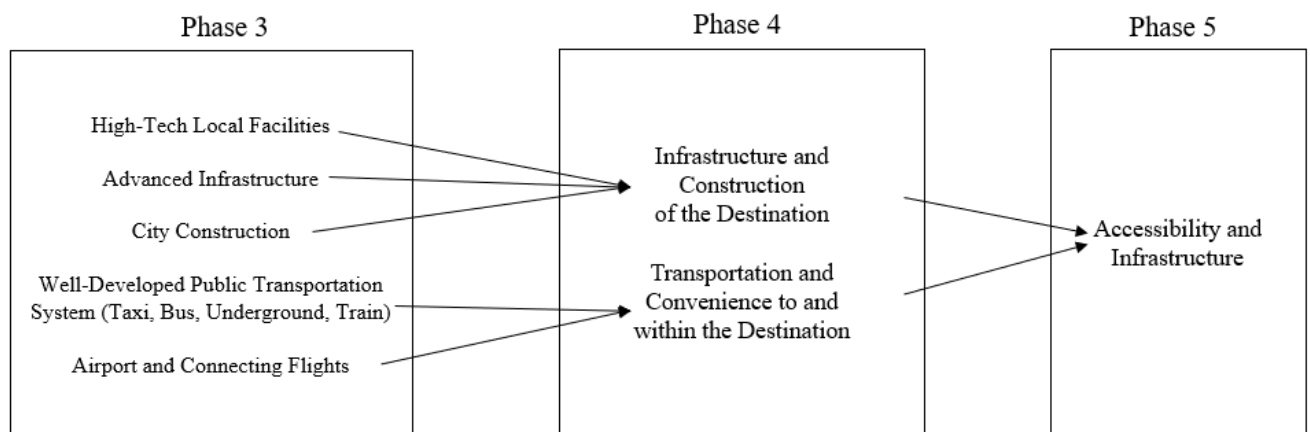 Phase 3
Phase 4
Phase 5
High-Tech Local Facilities
Advanced Infrastructure
City Construction
Well-Developed Public Transportation
System (Taxi, Bus, Underground, Train)
Airport and Connecting Flights
Infrastructure and
Construction
of the Destination
Transportation and
Convenience to and
within the Destination
Accessibility and
Infrastructure